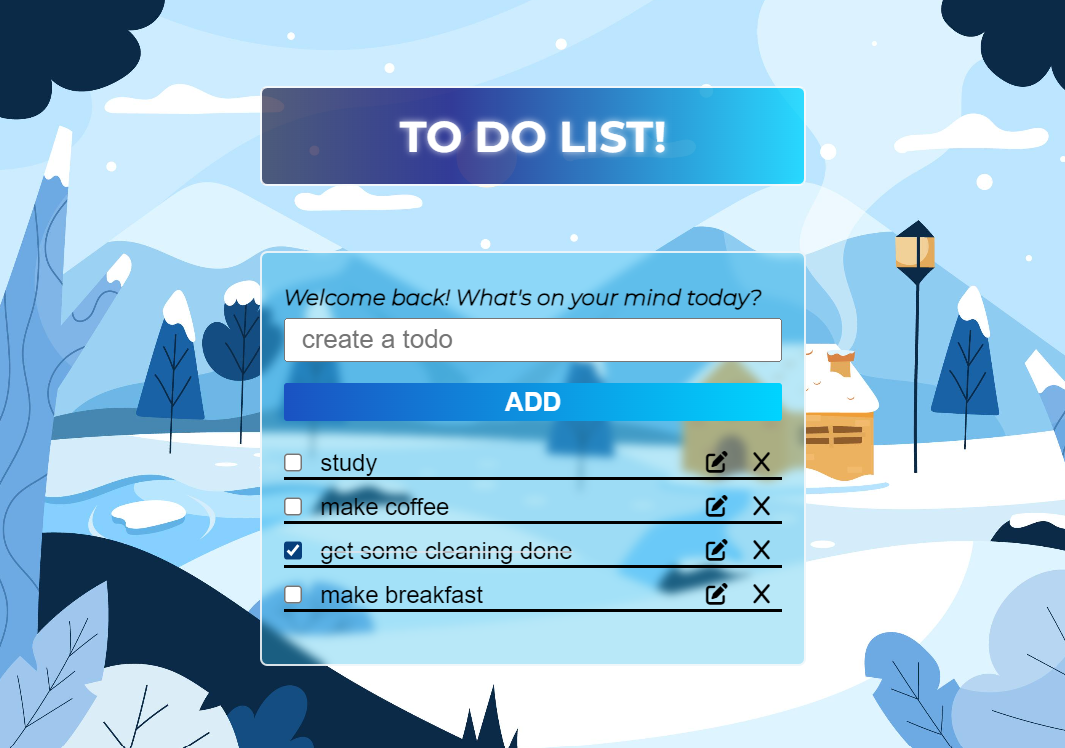 TO DO LIST!
Welcome back! What's on your mind today?
create a todo
ADD
study
make coffee
get some cleaning done
make breakfast